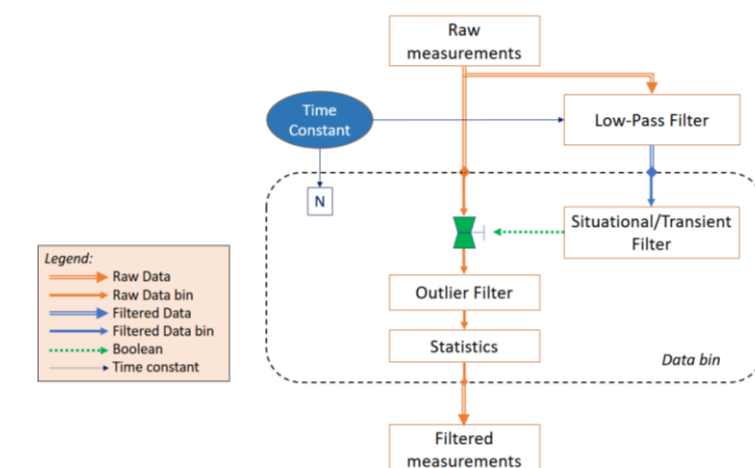 Raw
measurements
Time
Constant
Low-Pass Filter
N
Situational/Transient
Filter
Legend:
Raw Data
Raw Data bin
Filtered Data
Filtered Data bin
Boolean
Time constant
Outlier Filter
Statistics
Data bin
Filtered
measurements